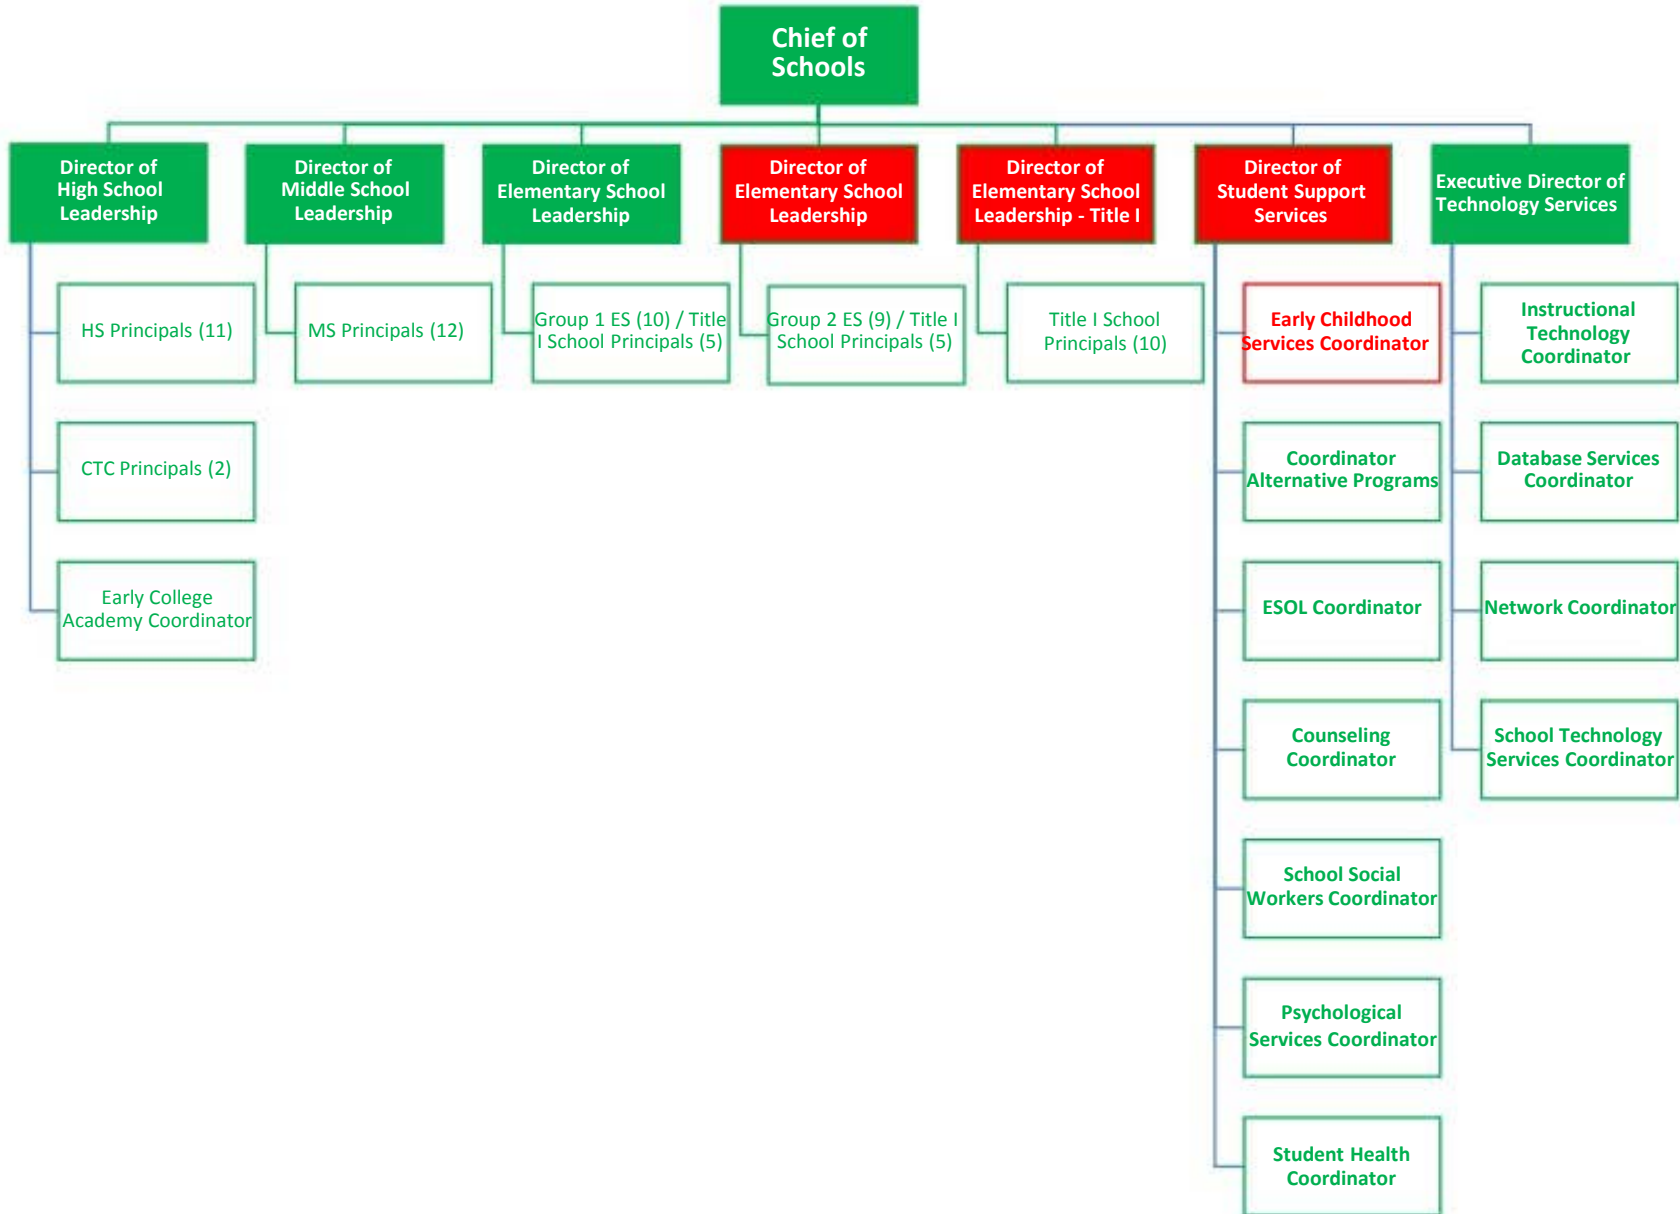 Chief of
Schools
Director of
High School
Leadership
Director of
Middle School
Leadership
Director of
Elementary School
Leadership
Director of
Elementary School
Leadership
Director of
Elementary School
Leadership - Title I
Director of
Student Support
Services
Executive Director of
Technology Services
HS Principals (11)
MS Principals (12)
Group 1 ES (10) / Title
I School Principals (5)
Group 2 ES (9) / Title I
School Principals (5)
Title I School
Principals (10)
Early Childhood
Services Coordinator
Instructional
Technology
Coordinator
CTC Principals (2)
Coordinator
Alternative Programs
Database Services
Coordinator
Early College
Academy Coordinator
ESOL Coordinator
Network Coordinator
Counseling
Coordinator
School Technology
Services Coordinator
School Social
Workers Coordinator
Psychological
Services Coordinator
Student Health
Coordinator